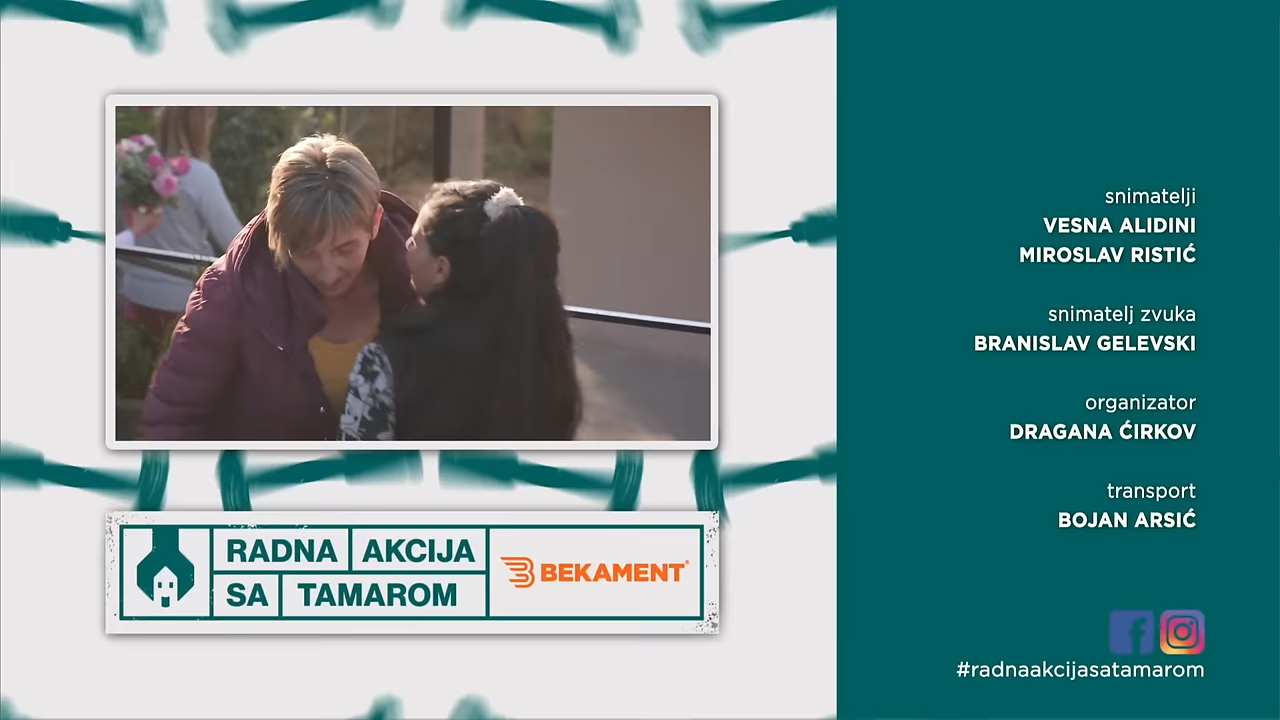 snimatelji
VESNA ALIDINI
MIROSLAV RISTIĆ
snimatelj zvuka
BRANISLAV GELEVSKI
organizator
DRAGANA ĆIRKOV
transport
BOJAN ARSIĆ
RADNA AKCIJA
SA TAMAROM
BEKAMENT
#radnaakcijasatamarom